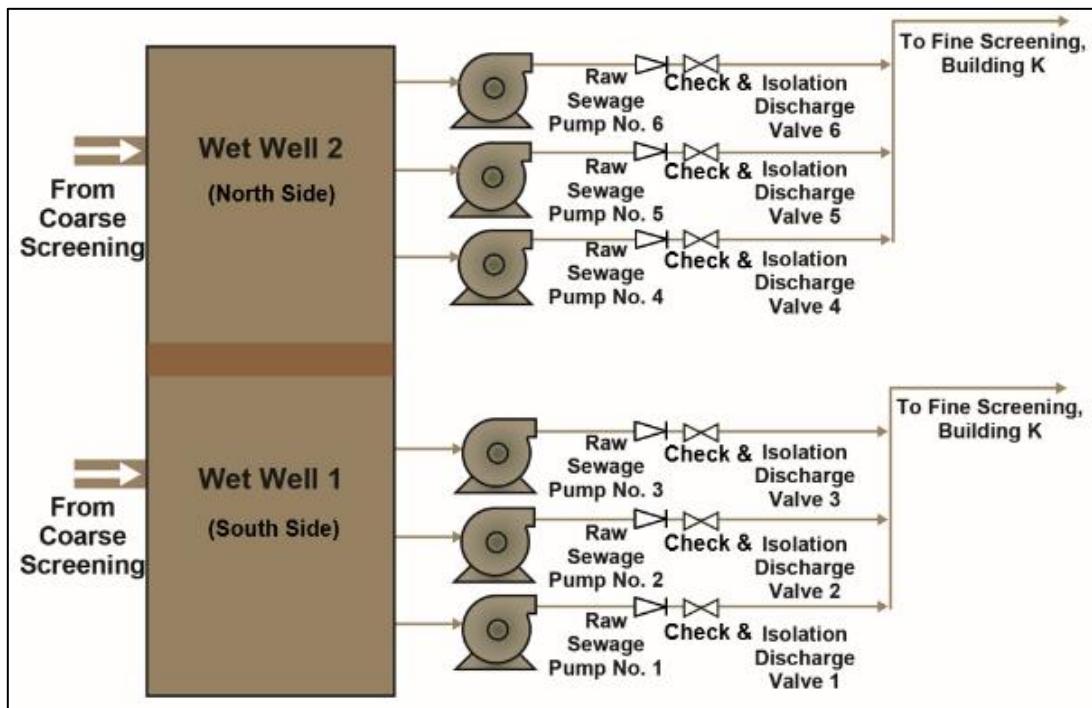 To Fine Screening,
Building K
Wet Well 2
(North Side)
From
Coarse
Screening
Raw
Sewage
Pump No. 6
Check &
Isolation
Discharge
Valve 6
Raw
Sewage
Pump No. 5
Check &
Isolation
Discharge
Valve 5
Raw
Sewage
Pump No. 4
Check &
Isolation
Discharge
Valve 4
To Fine Screening,
Building K
Wet Well 1
(South Side)
From
Coarse
Screening
Raw
Sewage
Pump No. 3
Check &
Isolation
Discharge
Valve 3
Raw
Sewage
Pump No. 2
Check &
Isolation
Discharge
Valve 2
Raw
Sewage
Pump No. 1
Check &
Isolation
Discharge
Valve 1